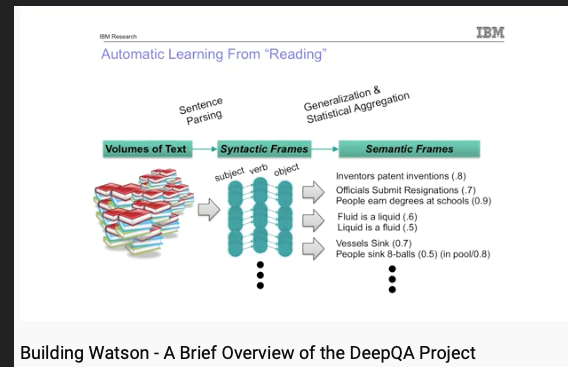 IBM Research
IBM
Automatic Learning From “Reading”
Sentence
Parsing
Generalization &
Statistical Aggregation
Volumes of Text
Syntactic Frames
Semantic Frames
subject verb object
Inventors patent inventions (.8)
Officials Submit Resignations (.7)
People earn degrees at schools (0.9)
Fluid is a liquid (.6)
Liquid is a fluid (.5)
Vessels Sink (0.7)
People sink 8-balls (0.5) (in pool/0.8)
Building Watson - A Brief Overview of the DeepQA Project